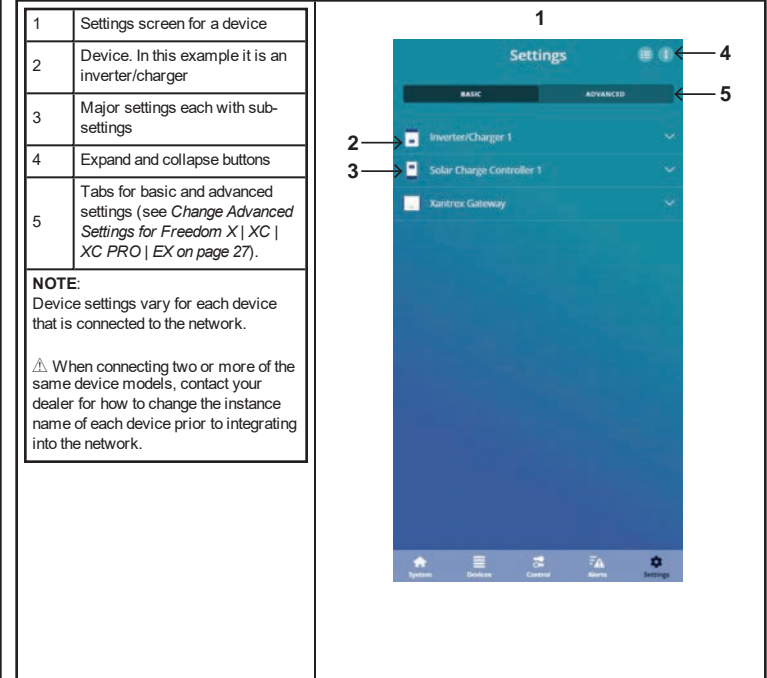 1 Settings screen for a device
2 Device. In this example it is an
inverter/charger
3 Major settings each with sub-
settings
4 Expand and collapse buttons
5 Tabs for basic and advanced
settings (see Change Advanced
Settings for Freedom X | XC |
XC PRO | EX on page 27).
NOTE:
Device settings vary for each device
that is connected to the network.
⚠ When connecting two or more of the
same device models, contact your
dealer for how to change the instance
name of each device prior to integrating
into the network.
1
Settings
4
BASIC ADVANCED
5
2
Inverter/Charger 1
3
Solar Charge Controller 1
Xantrex Gateway
System Devices Control Alerts Settings